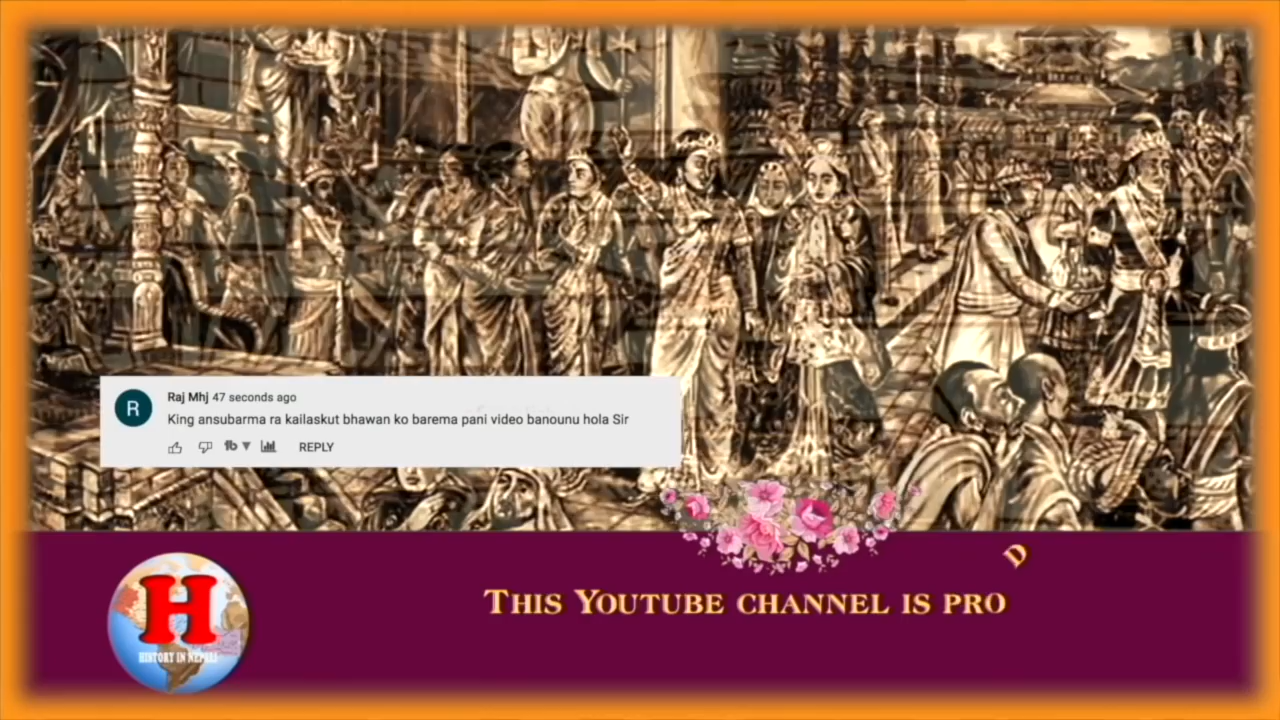 Raj Mhj 47 seconds ago
King ansubarma ra kailaskut bhawan ko barema pani video banounu hola Sir
REPLY
R
THIS YOUTUBE CHANNEL IS PRO
D
H
HISTORY IN NEPALI